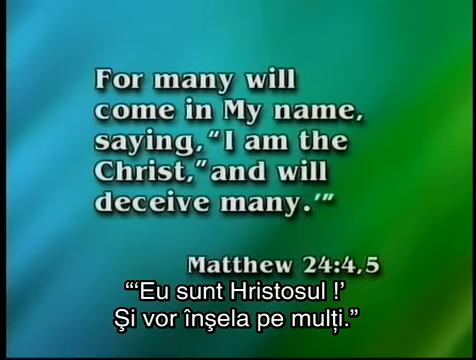 For many will
come in My name,
saying, “I am the
Christ,” and will
deceive many.’”
Matthew 24:4,5
“‘Eu sunt Hristosul !’
Şi vor înşela pe mulţi.”